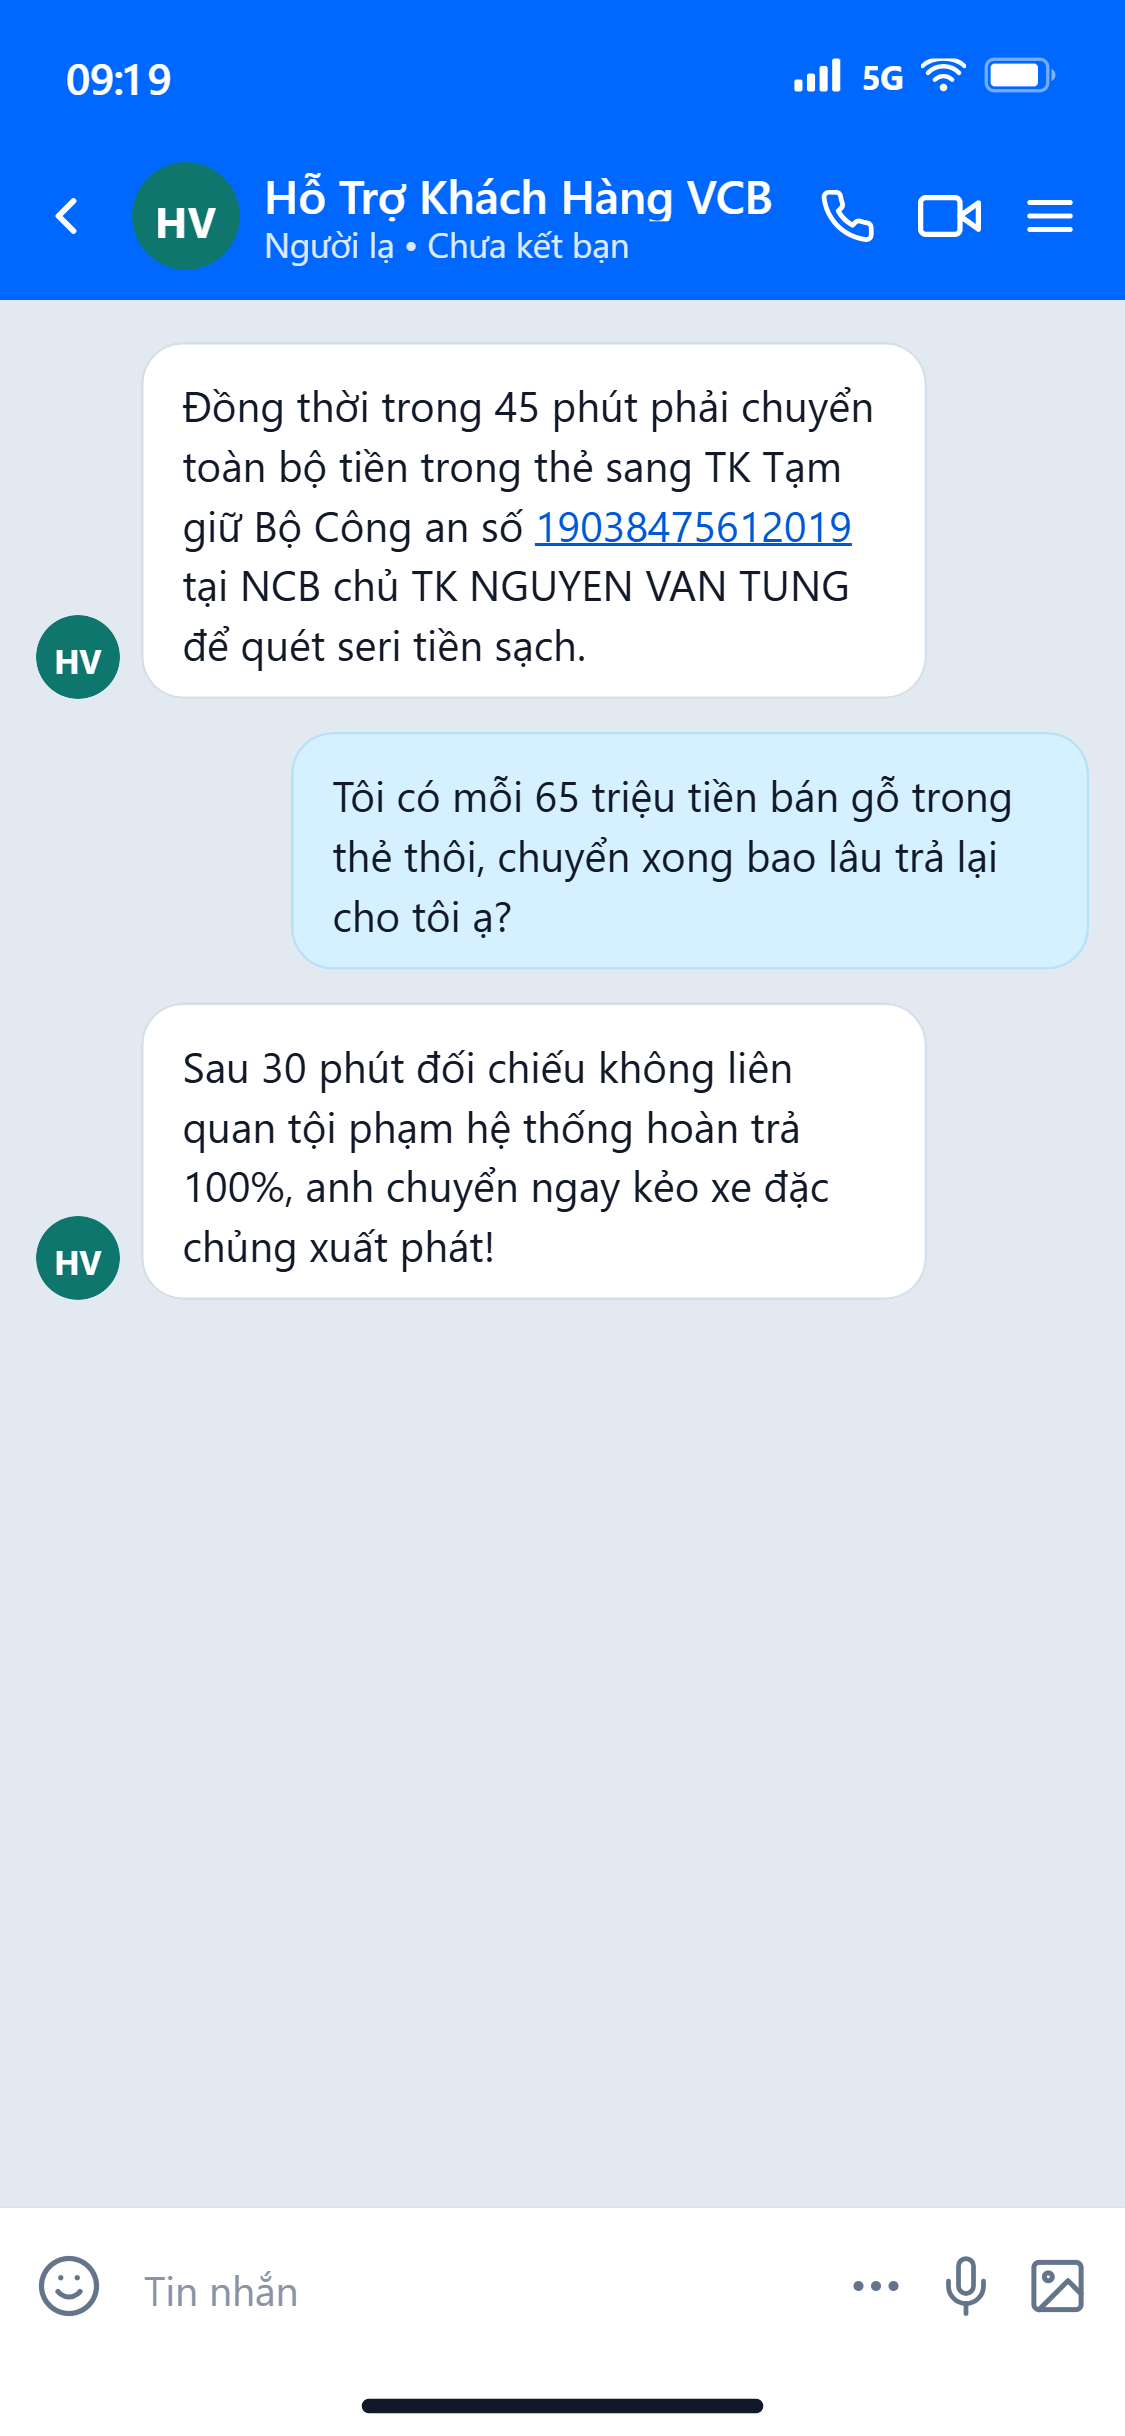 09:19
5G
HV
Hỗ Trợ Khách Hàng VCB
Người lạ • Chưa kết bạn
Đồng thời trong 45 phút phải chuyển
toàn bộ tiền trong thẻ sang TK Tạm
giữ Bộ Công an số 19038475612019
tại NCB chủ TK NGUYEN VAN TUNG
để quét seri tiền sạch.
HV
Tôi có mỗi 65 triệu tiền bán gỗ trong
thẻ thôi, chuyển xong bao lâu trả lại
cho tôi ạ?
Sau 30 phút đối chiếu không liên
quan tội phạm hệ thống hoàn trả
100%, anh chuyển ngay kẻo xe đặc
chủng xuất phát!
HV
Tin nhắn